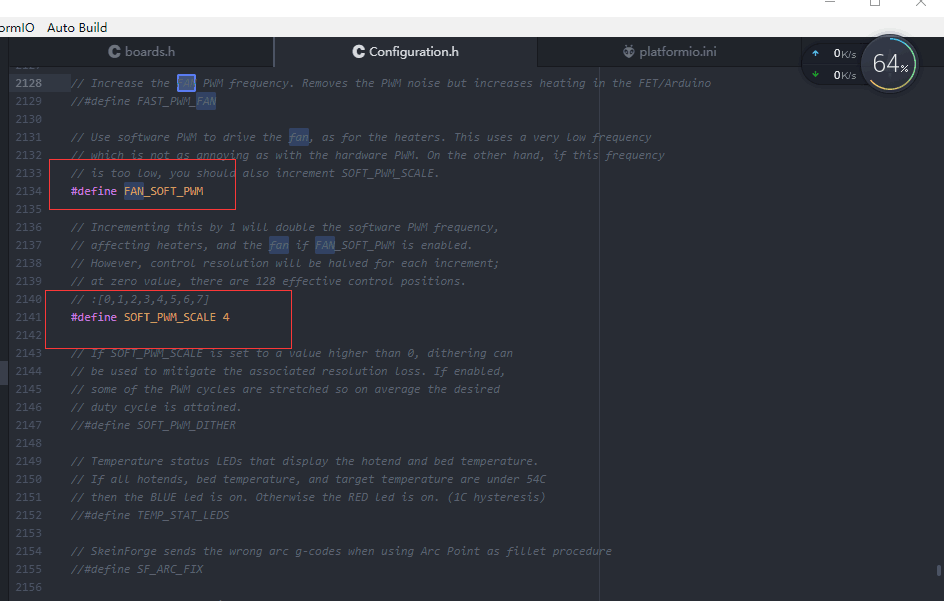 ormIO Auto Build
boards.h
Configuration.h
platformio.ini
0K/s
0K/s
64%
2128 // Increase the fan PWM frequency. Removes the PWM noise but increases heating in the FET/Arduino
2129 //#define FAST_PWM_FAN
2130
2131 // Use software PWM to drive the fan, as for the heaters. This uses a very low frequency
2132 // which is not as annoying as with the hardware PWM. On the other hand, if this frequency
2133 // is too low, you should also increment SOFT_PWM_SCALE.
2134 #define FAN_SOFT_PWM
2135
2136 // Incrementing this by 1 will double the software PWM frequency,
2137 // affecting heaters, and the fan if FAN_SOFT_PWM is enabled.
2138 // However, control resolution will be halved for each increment;
2139 // at zero value, there are 128 effective control positions.
2140 // :[0,1,2,3,4,5,6,7]
2141 #define SOFT_PWM_SCALE 4
2142
2143 // If SOFT_PWM_SCALE is set to a value higher than 0, dithering can
2144 // be used to mitigate the associated resolution loss. If enabled,
2145 // some of the PWM cycles are stretched so on average the desired
2146 // duty cycle is attained.
2147 //#define SOFT_PWM_DITHER
2148
2149 // Temperature status LEDs that display the hotend and bed temperature.
2150 // If all hotends, bed temperature, and target temperature are under 54C
2151 // then the BLUE led is on. Otherwise the RED led is on. (1C hysteresis)
2152 //#define TEMP_STAT_LEDS
2153
2154 // SkeinForge sends the wrong arc g-codes when using Arc Point as fillet procedure
2155 //#define SF_ARC_FIX
2156